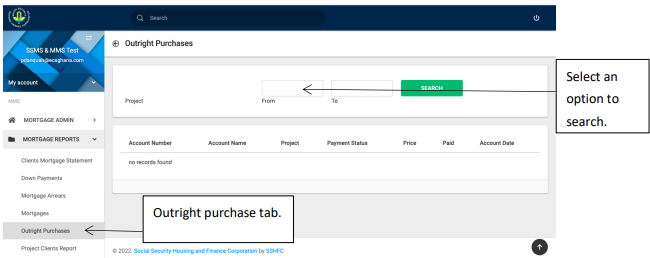 Search
SSMS & MMS Test
pdanquah@ecsghana.com
My account
MMS
MORTGAGE ADMIN
MORTGAGE REPORTS
Clients Mortgage Statement
Down Payments
Mortgage Arrears
Mortgages
Outright Purchases
Project Clients Report
Outright Purchases
Project From To SEARCH
Account Number Account Name Project Payment Status Price Paid Account Date
no records found
© 2022. Social Security Housing and Finance Corporation by SSHFC
Outright purchase tab.
Select an
option to
search.